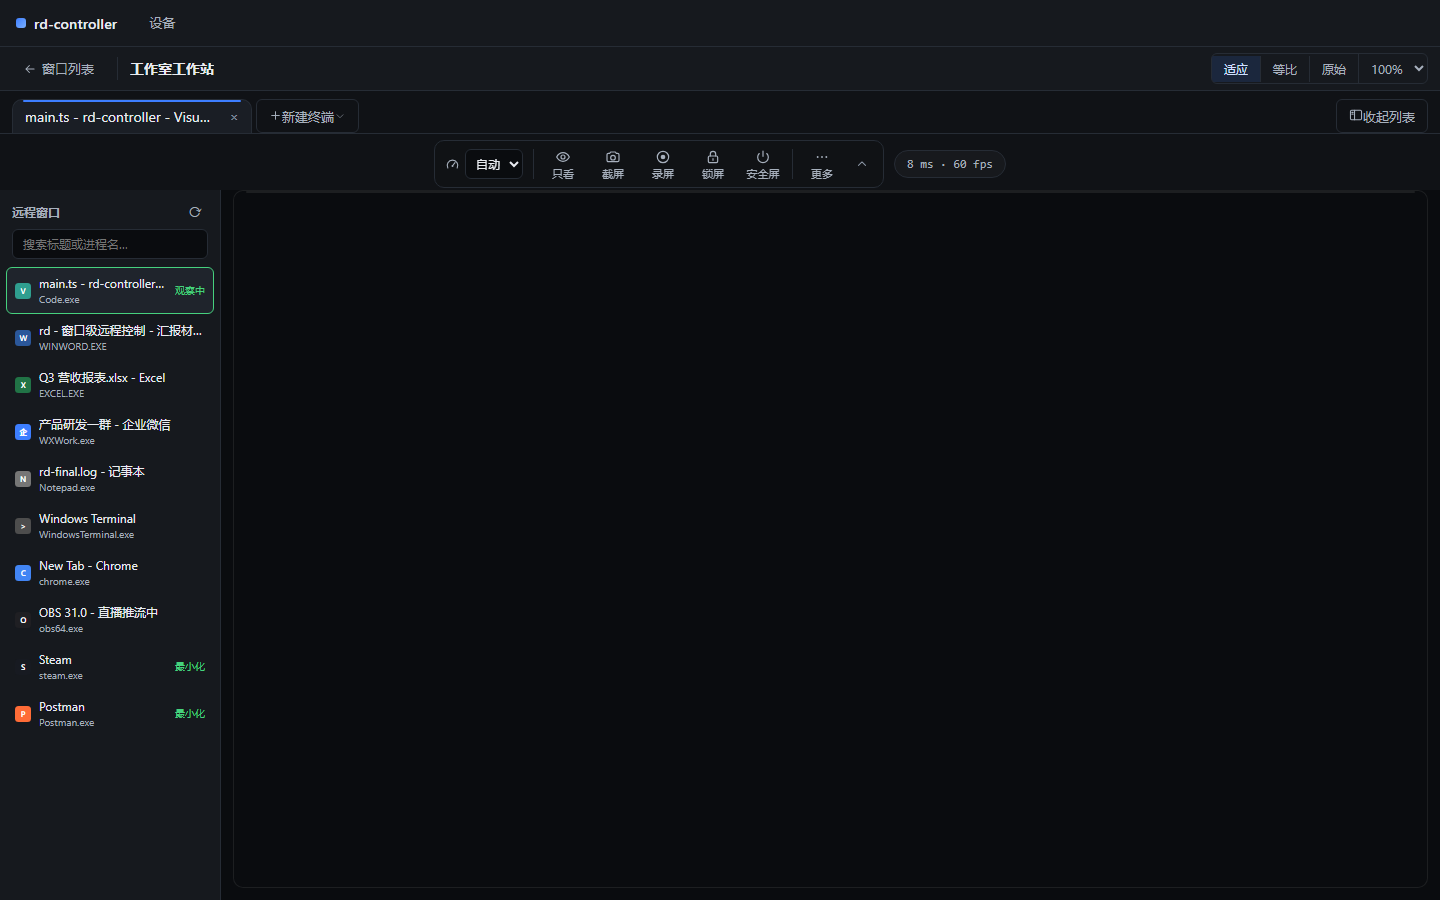 rd-controller 设备
← 窗口列表 工作室工作站 适应 等比 原始 100%
main.ts - rd-controller - Visu... × +新建终端 收起列表
自动 只看 截屏 录屏 锁屏 安全屏 更多 8 ms · 60 fps
远程窗口
搜索标题或进程名...
V main.ts - rd-controller... 观察中
Code.exe
W rd - 窗口级远程控制 - 汇报材...
WINWORD.EXE
X Q3 营收报表.xlsx - Excel
EXCEL.EXE
企 产品研发一群 - 企业微信
WXWork.exe
N rd-final.log - 记事本
Notepad.exe
> Windows Terminal
WindowsTerminal.exe
C New Tab - Chrome
chrome.exe
O OBS 31.0 - 直播推流中
obs64.exe
S Steam 最小化
steam.exe
P Postman 最小化
Postman.exe